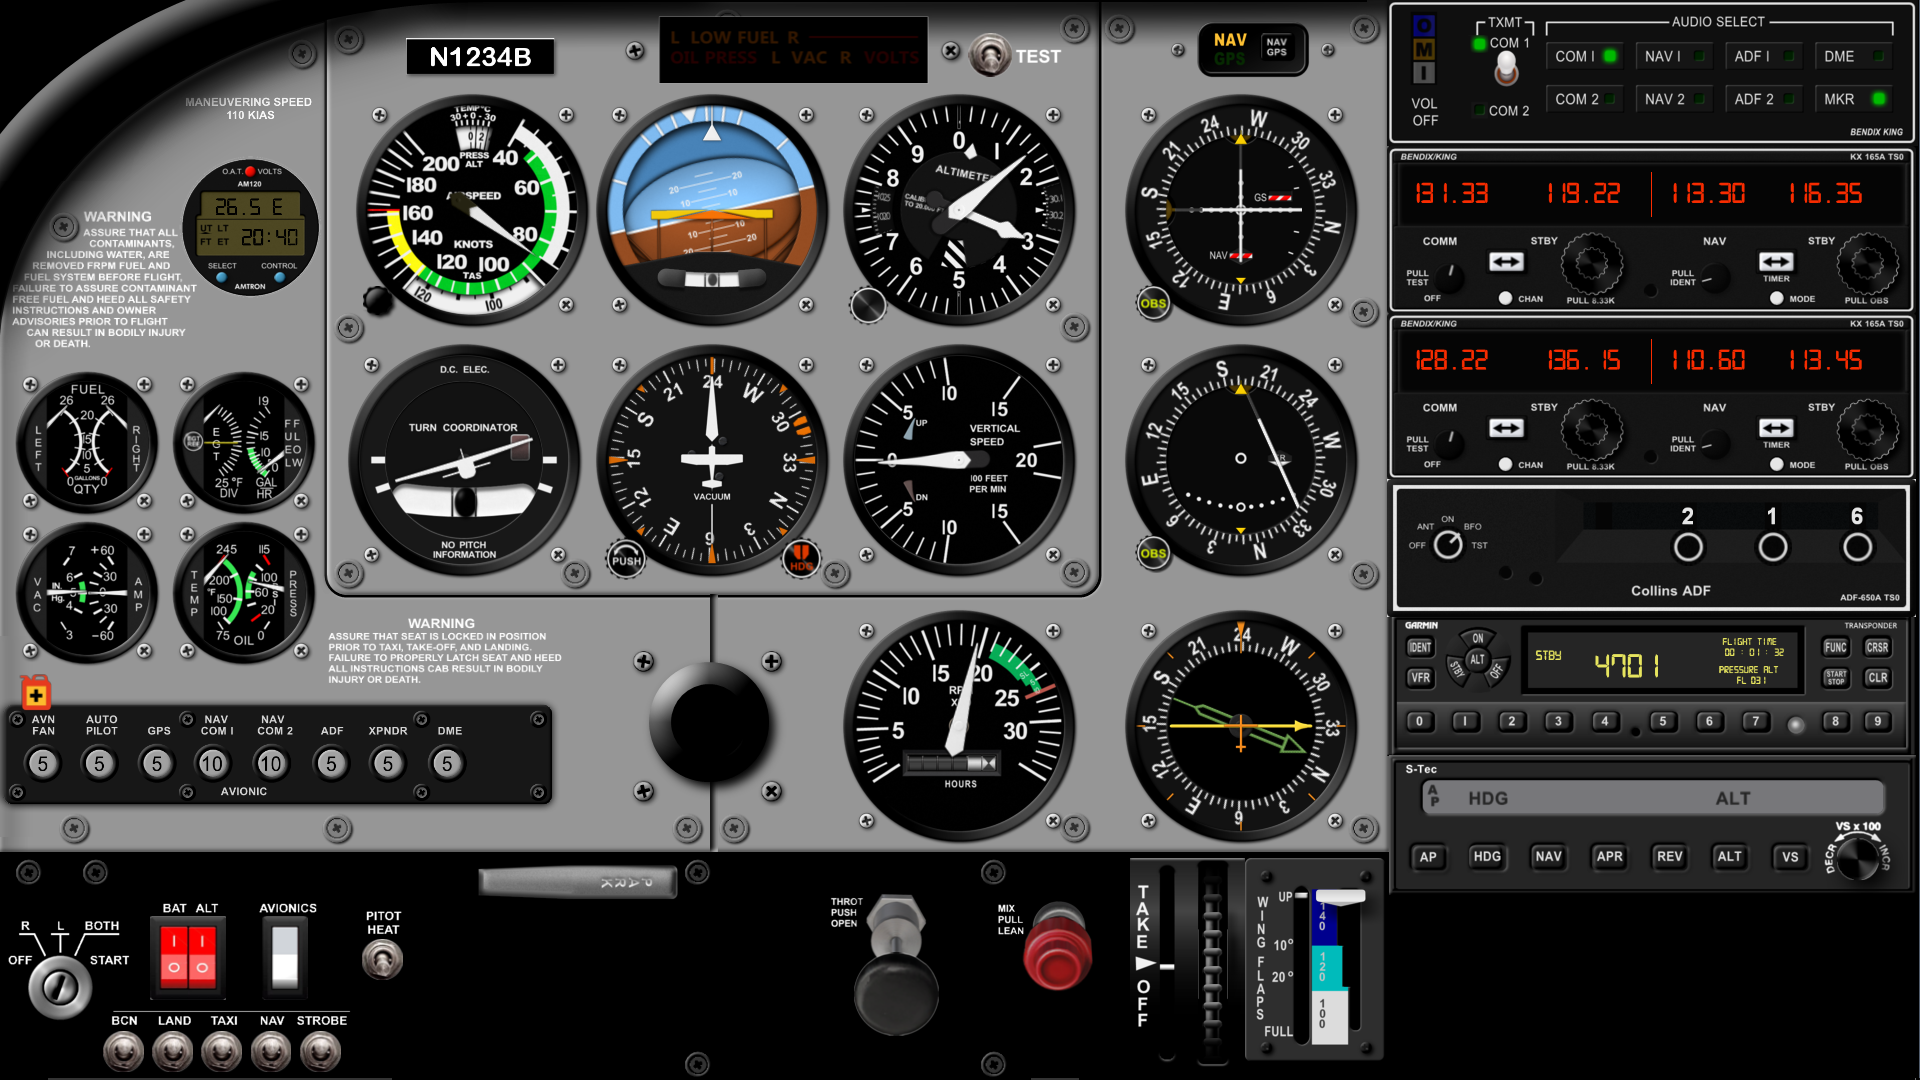 N1234B
L LOW FUEL R
OIL PRESS L VAC R VOLTS
TEST
NAV
GPS
NAV
GPS
MANEUVERING SPEED
110 KIAS
O.A.T. VOLTS
AM120
26.5 E
UT LT
FT ET
20:40
SELECT CONTROL
AMTRON
WARNING
ASSURE THAT ALL
CONTAMINANTS,
INCLUDING WATER, ARE
REMOVED FRPM FUEL AND
FUEL SYSTEM BEFORE FLIGHT.
FAILURE TO ASSURE CONTAMINANT
FREE FUEL AND HEED ALL SAFETY
INSTRUCTIONS AND OWNER
ADVISORIES PRIOR TO FLIGHT
CAN RESULT IN BODILY INJURY
OR DEATH.
TEMP°C
30+0-30
PRESS
ALT
AIRSPEED
KNOTS
TAS
40
60
80
100
120
140
160
180
200
120
100
20 20
10 10
10 10
20
ALTIMETER
0
1
2
3
4
5
6
7
8
9
W
30
33
N
3
6
E
12
15
S
21
24
GS
NAV
OBS
FUEL
26 26
20
15
10
5
0 GALLONS 0
QTY
LEFT
RIGHT
EGT
19
15
10
0
25°F
DIV
GAL
HR
FUEL
FLOW
VAC
AMP
7
6
5
4
3
IN.
Hg.
+60
30
0
30
-60
TEMP
PRESS
245
200
°F
150
100
75
115
100
60
20
0
OIL
D.C. ELEC.
TURN COORDINATOR
NO PITCH
INFORMATION
24
W
30
33
N
3
6
E
12
15
S
21
VACUUM
PUSH
HDG
VERTICAL
SPEED
100 FEET
PER MIN
UP
DN
0
5
10
15
20
15
10
5
S
21
24
W
30
33
N
3
6
E
12
15
OBS
WARNING
ASSURE THAT SEAT IS LOCKED IN POSITION
PRIOR TO TAXI, TAKE-OFF, AND LANDING.
FAILURE TO PROPERLY LATCH SEAT AND HEED
ALL INSTRUCTIONS CAB RESULT IN BODILY
INJURY OR DEATH.
5
10
15
20
25
30
HOURS
24
W
30
33
N
3
6
E
12
15
S
21
AVN
FAN
AUTO
PILOT
GPS
NAV
COM 1
NAV
COM 2
ADF
XPNDR
DME
5 5 5 10 10 5 5 5
AVIONIC
PARK
R L BOTH
OFF START
BAT ALT
AVIONICS
PITOT
HEAT
BCN LAND TAXI NAV STROBE
THROT
PUSH
OPEN
MIX
PULL
LEAN
TAKE OFF
WING FLAPS
UP
10°
20°
FULL
140
120
100
O
M
I
VOL
OFF
TXMT
COM 1
COM 2
AUDIO SELECT
COM 1 NAV 1 ADF 1 DME
COM 2 NAV 2 ADF 2 MKR
BENDIX KING
BENDIX/KING KX 165A TS0
131.33 119.22 113.30 116.35
COMM STBY NAV STBY
PULL
TEST
OFF
CHAN
PULL 8.33K
PULL
IDENT
TIMER
MODE
PULL OBS
BENDIX/KING KX 165A TS0
128.22 136.15 110.60 113.45
COMM STBY NAV STBY
PULL
TEST
OFF
CHAN
PULL 8.33K
PULL
IDENT
TIMER
MODE
PULL OBS
OFF ANT ON BFO TST
2 1 6
Collins ADF
ADF-650A TS0
GARMIN TRANSPONDER
IDENT
VFR
ON
ALT
STBY
OFF
STBY
4701
FLIGHT TIME
00:01:32
PRESSURE ALT
FL 031
FUNC CRSR
START
STOP
CLR
0 1 2 3 4 5 6 7 8 9
S-Tec
AP
HDG ALT
VS x 100
DECR INCR
AP HDG NAV APR REV ALT VS